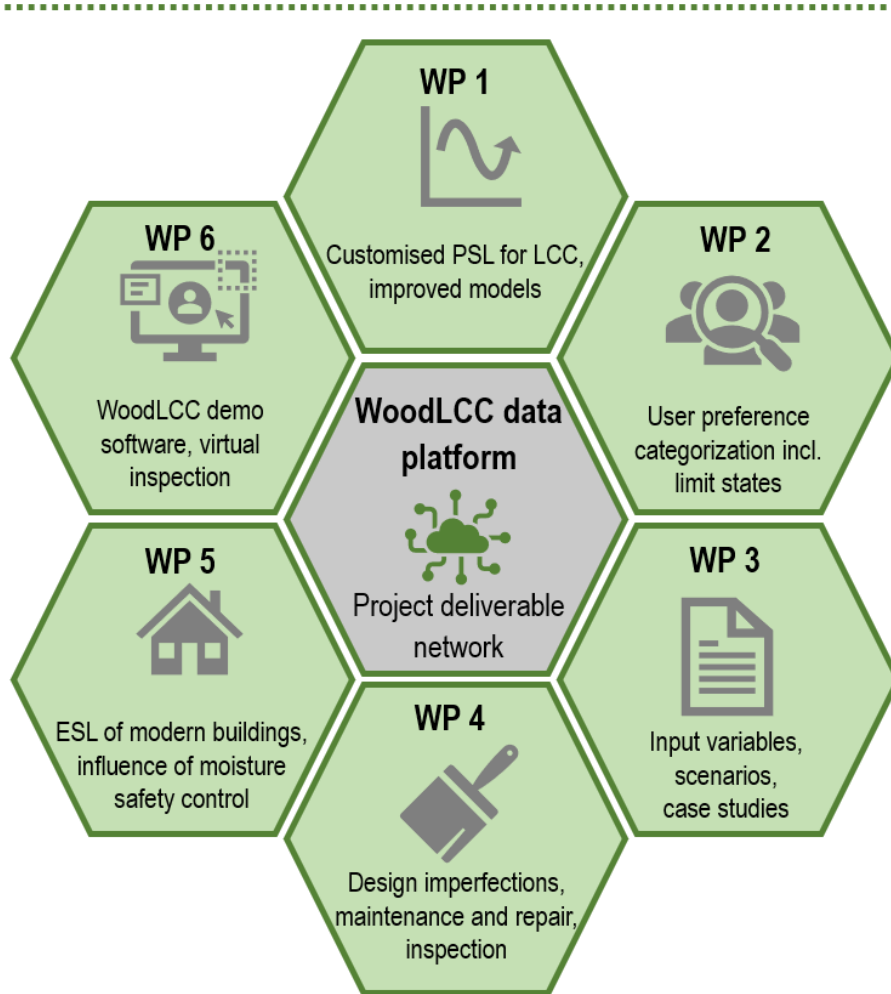 WP 1
Customised PSL for LCC,
improved models
WP 2
User preference
categorization incl.
limit states
WP 3
Input variables,
scenarios,
case studies
WP 4
Design imperfections,
maintenance and repair,
inspection
WP 5
ESL of modern buildings,
influence of moisture
safety control
WP 6
WoodLCC demo
software, virtual
inspection
WoodLCC data
platform
Project deliverable
network